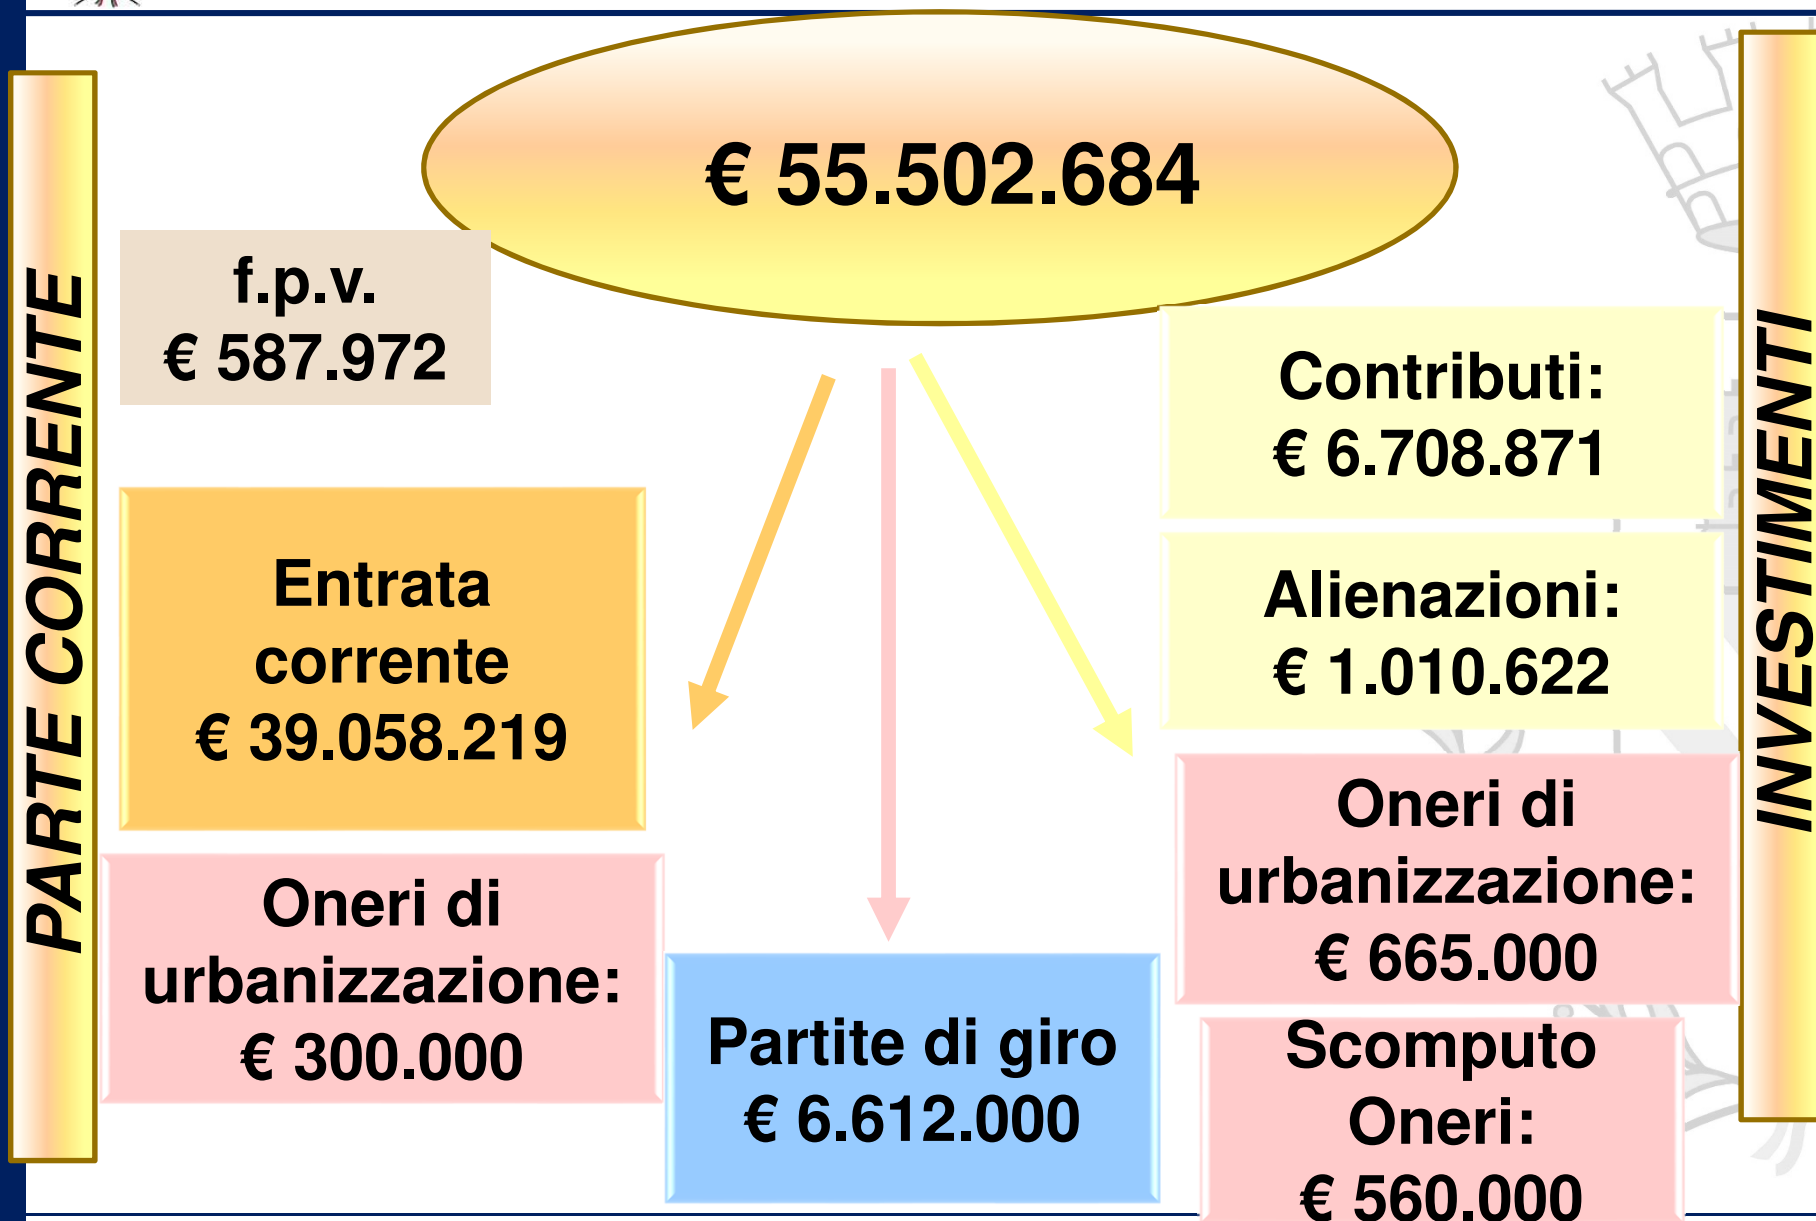 € 55.502.684
PARTE CORRENTE
f.p.v.
€ 587.972
Entrata
corrente
€ 39.058.219
Oneri di
urbanizzazione:
€ 300.000
Partite di giro
€ 6.612.000
Contributi:
€ 6.708.871
Alienazioni:
€ 1.010.622
Oneri di
urbanizzazione:
€ 665.000
Scomputo
Oneri:
€ 560.000
INVESTIMENTI